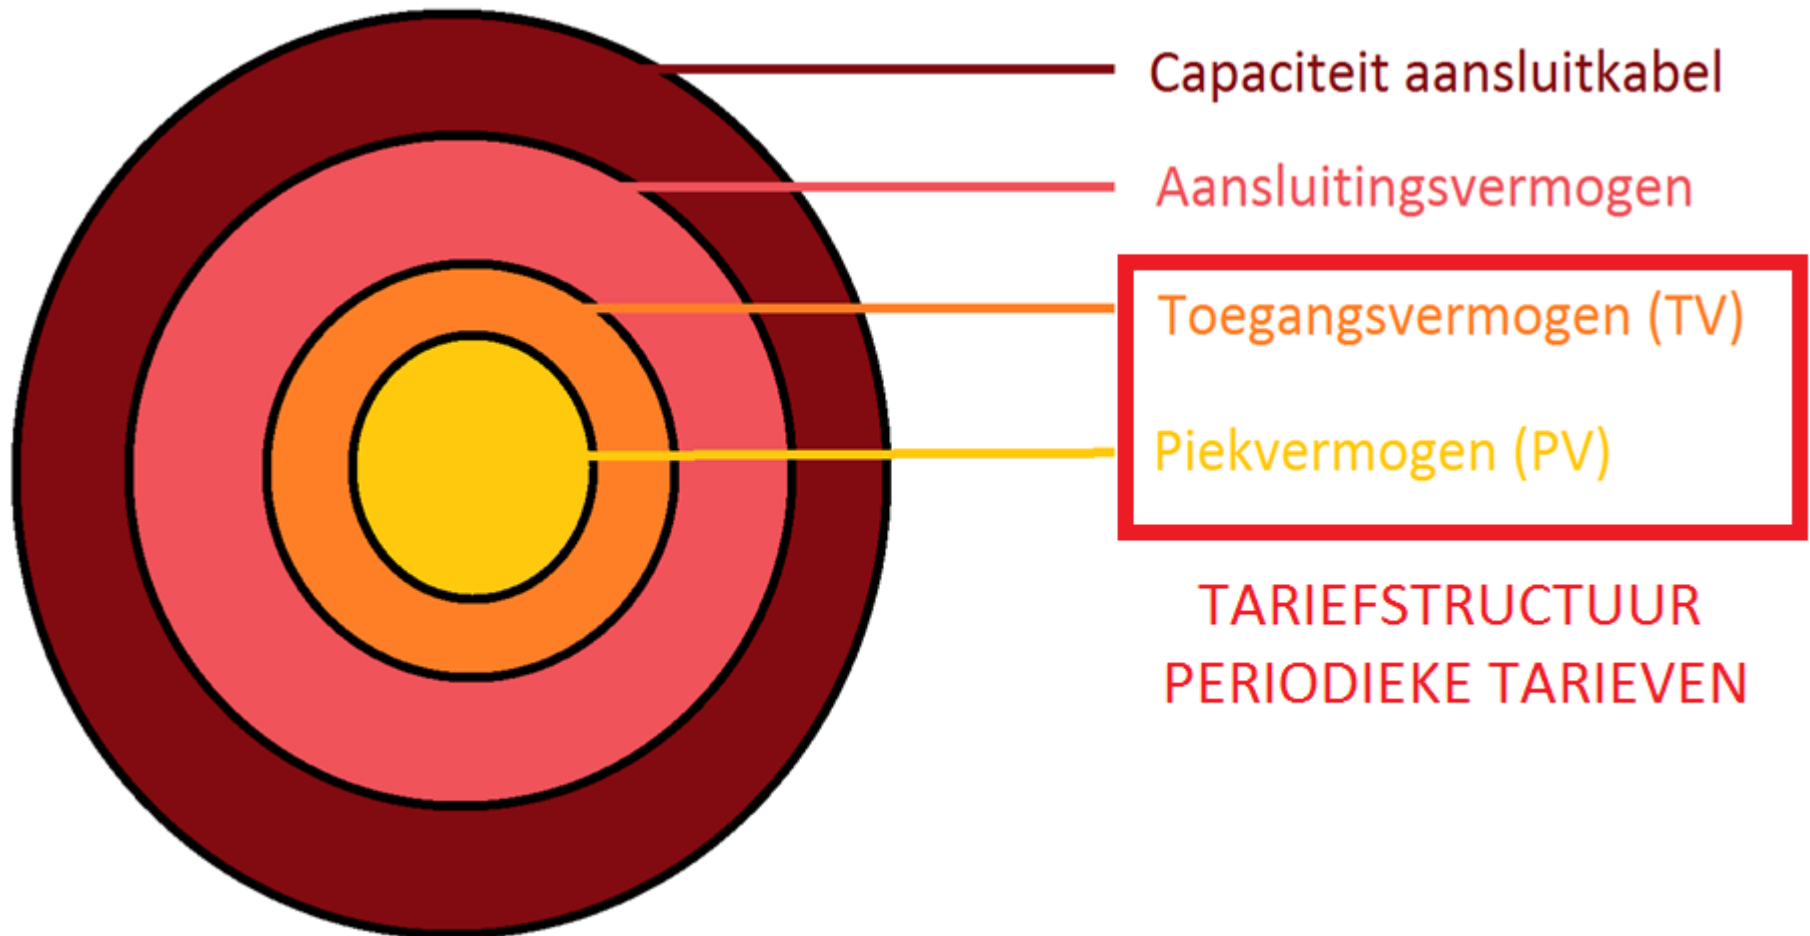 Capaciteit aansluitkabel
Aansluitingsvermogen
Toegangsvermogen (TV)
Piekvermogen (PV)
TARIEFSTRUCTUUR
PERIODIEKE TARIEVEN